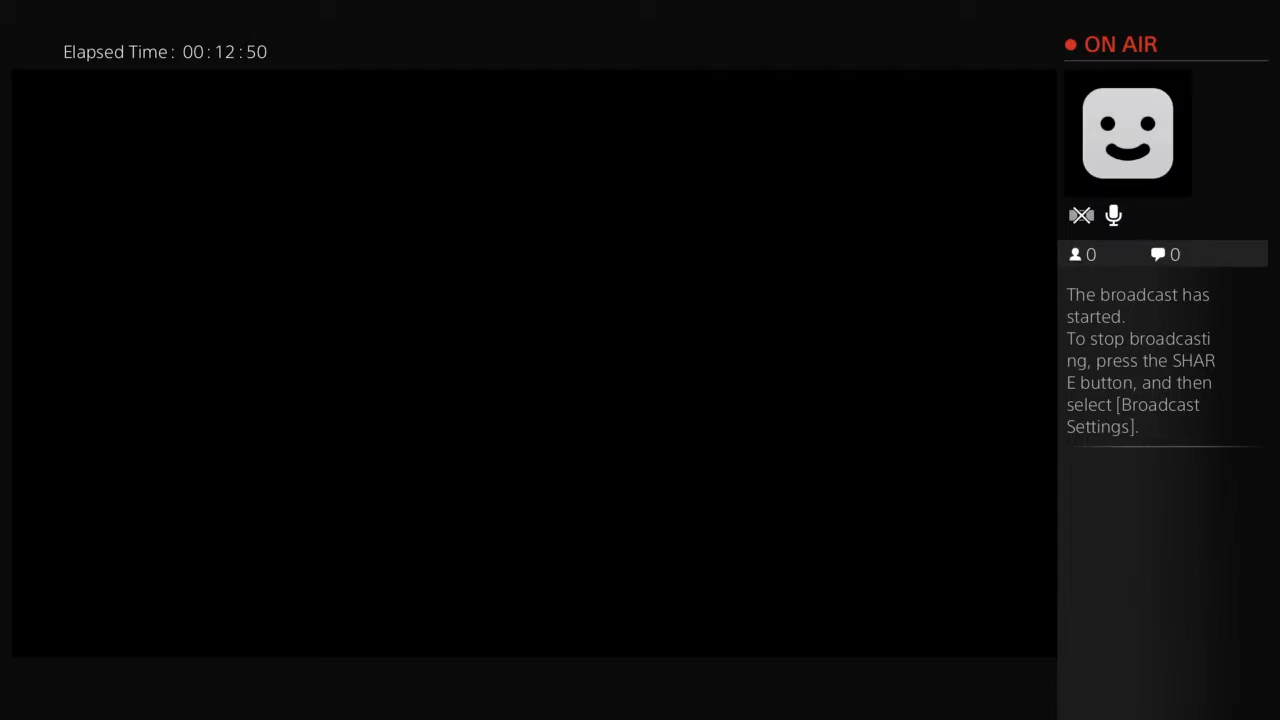 Elapsed Time: 00:12:50
ON AIR
0 0
The broadcast has
started.
To stop broadcasti
ng, press the SHAR
E button, and then
select [Broadcast
Settings].